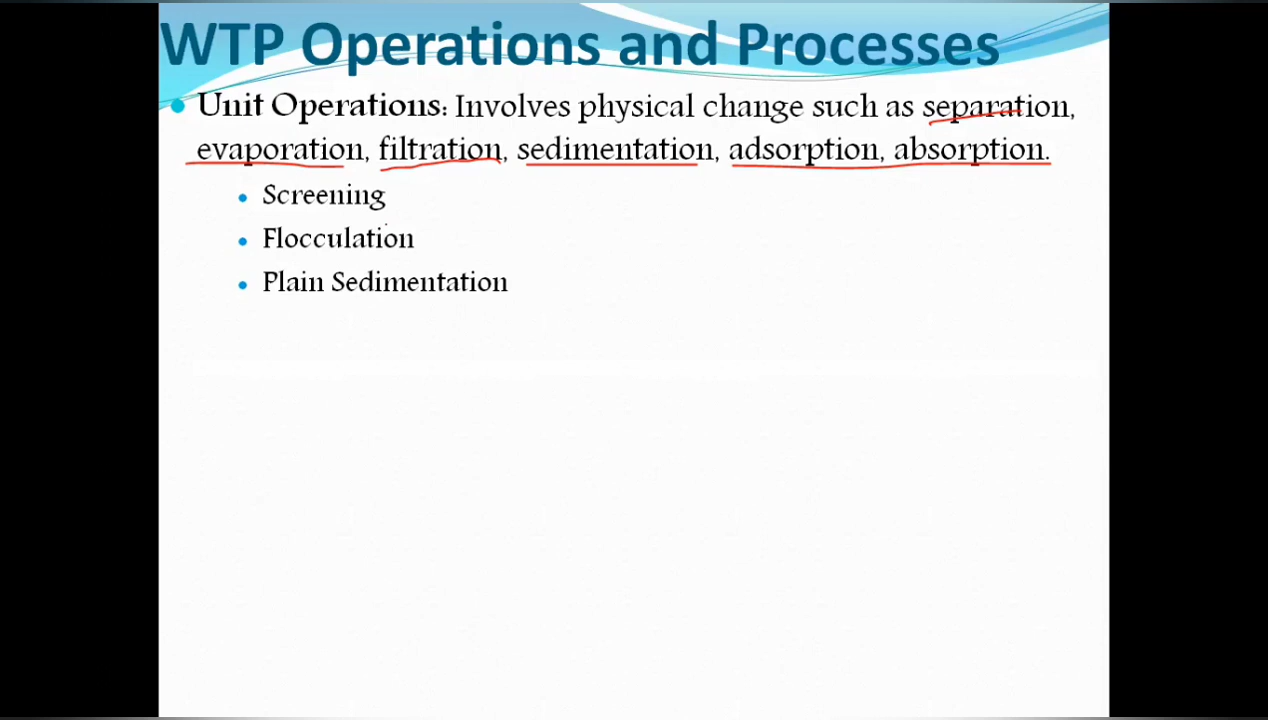 WTP Operations and Processes
Unit Operations: Involves physical change such as separation,
evaporation, filtration, sedimentation, adsorption, absorption.
Screening
Flocculation
Plain Sedimentation